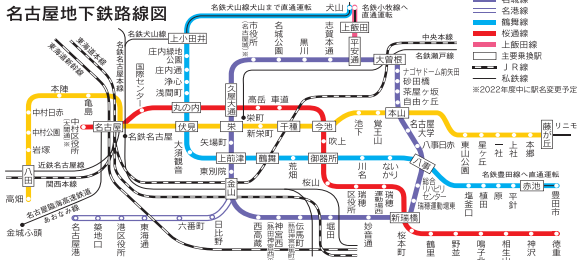 名古屋地下鉄路線図
名城線
名港線
鶴舞線
桜通線
上飯田線
主要乗換駅
ＪＲ線
私鉄線
※2022年度中に駅名変更予定
名鉄犬山線犬山まで直通運転
犬山
名鉄小牧線へ
直通運転
名鉄犬山線
上小田井
上飯田
平安通
志賀本通
黒川
名城公園
市役所
庄内緑地
公園
庄内通
浄心
浅間町
丸の内
伏見
大須観音
国際センター
名鉄名古屋本線
東海道本線
東海道新幹線
本陣
亀島
中村日赤
中村公園
岩塚
八田
高畑
名古屋
中村区役所
名鉄名古屋
近鉄名古屋線
関西本線
名古屋臨海高速鉄道
あおなみ線
金城ふ頭
久屋大通
高岳
車道
栄町
栄
新栄町
千種
今池
矢場町
上前津
東別院
鶴舞
荒畑
御器所
吹上
桜山
金山
中央本線
名鉄瀬戸線
大曽根
ナゴヤドーム前矢田
砂田橋
茶屋ヶ坂
自由ヶ丘
本山
池下
覚王山
名古屋
大学
八事日赤
八事
東山公園
星ヶ丘
一社
上社
本郷
藤が丘
リニモ
川名
いりなか
瑞穂
区役所
瑞穂
運動場西
総合
リハビリ
センター
瑞穂運動場東
新瑞橋
名鉄豊田線へ直通運転
塩釜口
植田
原
平針
赤池
豊田市
名古屋港
築地口
港区役所
東海通
六番町
日比野
西高蔵
神宮西
伝馬町
堀田
妙音通
桜本町
鶴里
野並
鳴子北
相生山
神沢
徳重